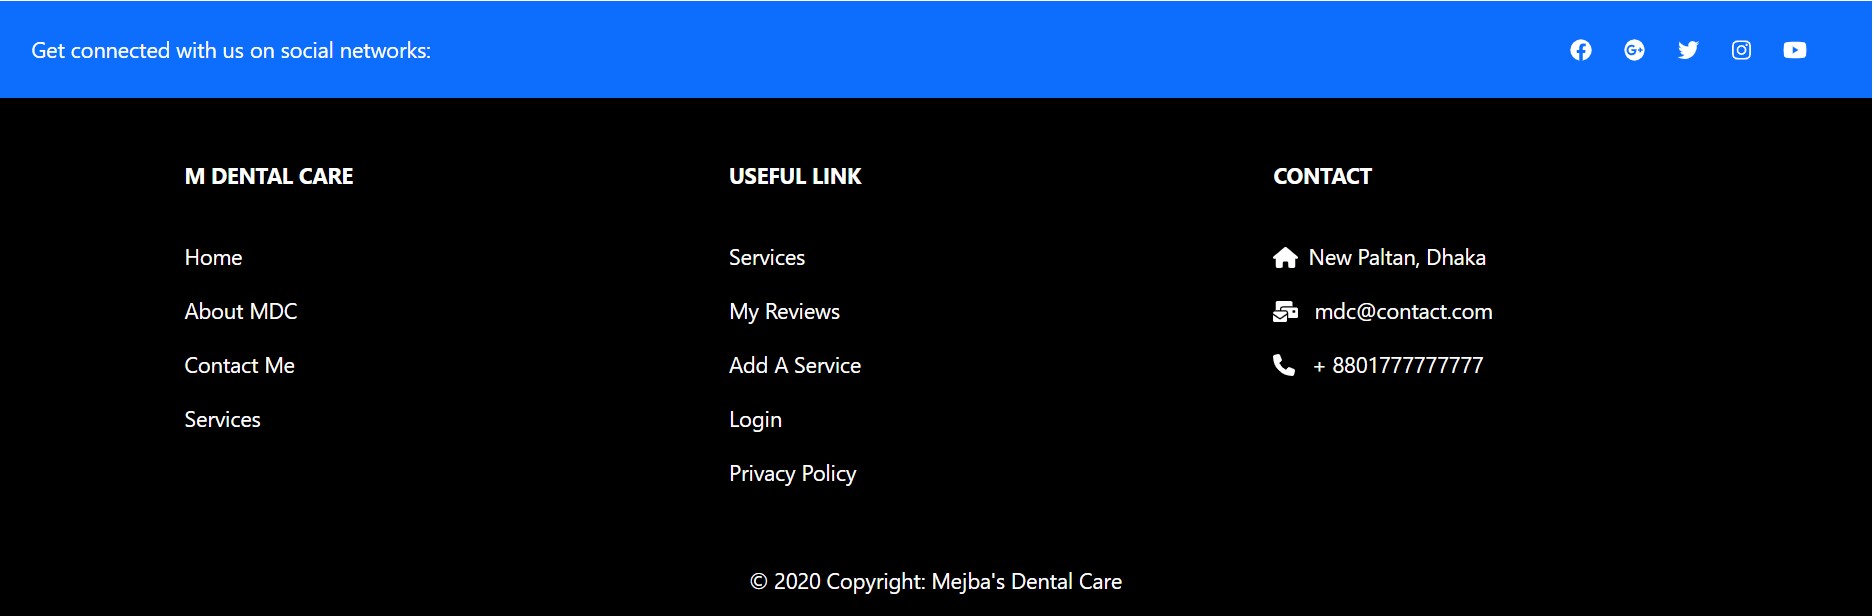 Get connected with us on social networks:
M DENTAL CARE
Home
About MDC
Contact Me
Services
USEFUL LINK
Services
My Reviews
Add A Service
Login
Privacy Policy
CONTACT
New Paltan, Dhaka
mdc@contact.com
+ 8801777777777
© 2020 Copyright: Mejba's Dental Care